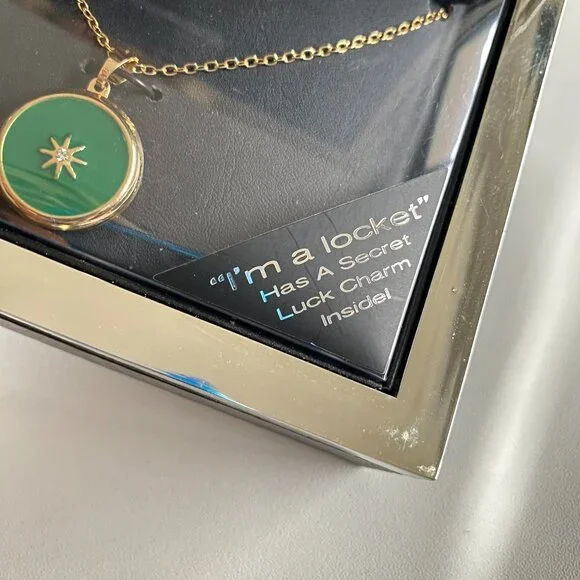 "I'm a locket"
Has A Secret
Luck Charm
Inside!